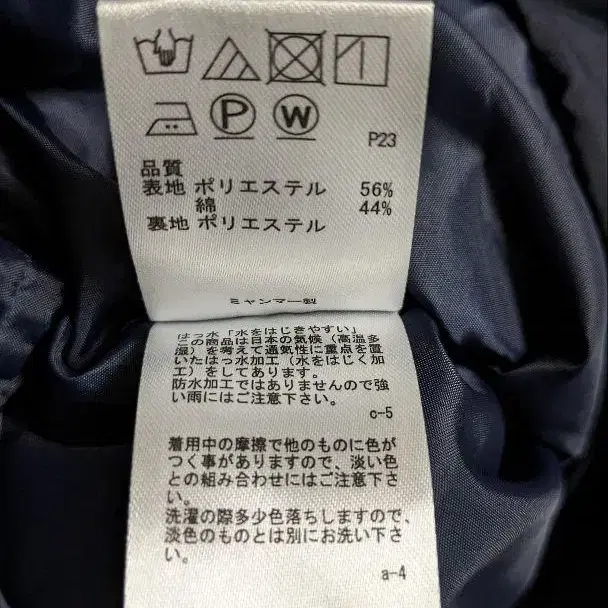 P W
P23
品質
表地 ポリエステル 56%
綿 44%
裏地 ポリエステル
ミャンマー製
はっ水「水をはじきやすい」
この商品は日本の気候（高温多
湿）を考えて通気性に重点を置
いたはっ水加工（水をはじく加
工）をしてあります。
防水加工ではありませんので強
い雨にはご注意下さい。
c-5
着用中の摩擦で他のものに色が
つく事がありますので、淡い色
との組み合わせにはご注意下さ
い。
洗濯の際多少色落ちしますので、
淡色のものとは別にお洗い下さ
い。
a-4